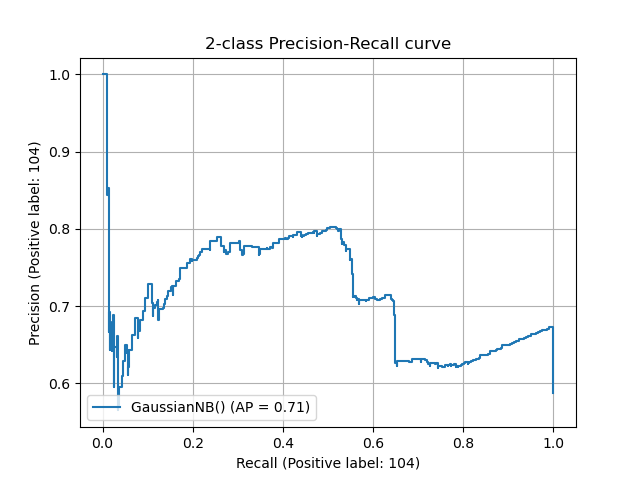 2-class Precision-Recall curve
1.0
0.9
0.8
0.7
0.6
Precision (Positive label: 104)
GaussianNB() (AP = 0.71)
0.0 0.2 0.4 0.6 0.8 1.0
Recall (Positive label: 104)